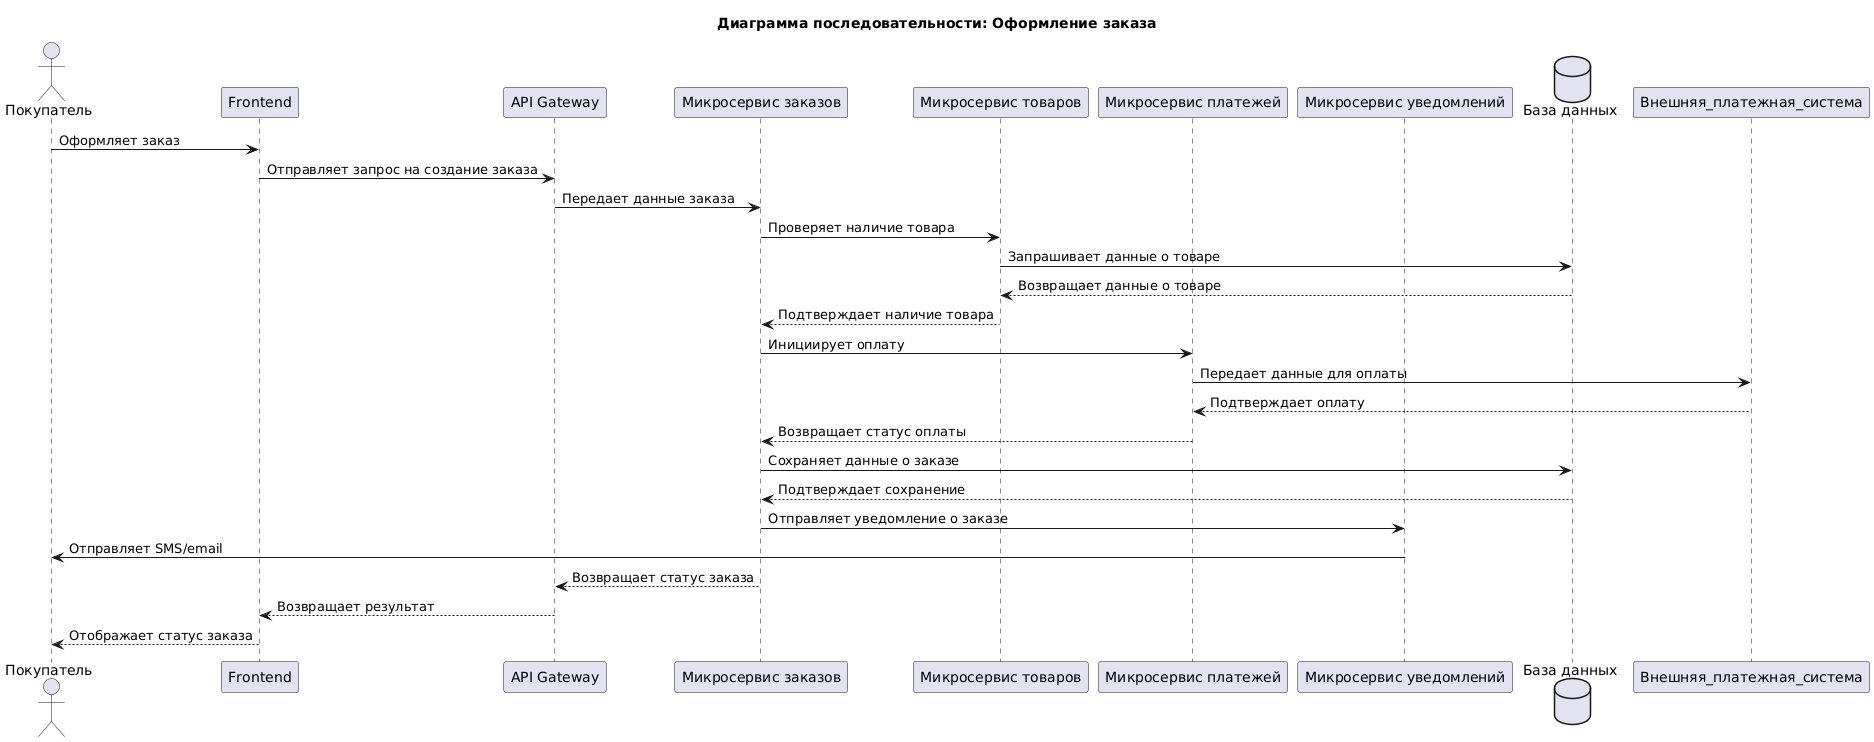 Диаграмма последовательности: Оформление заказа
Покупатель
Frontend
API Gateway
Микросервис заказов
Микросервис товаров
Микросервис платежей
Микросервис уведомлений
База данных
Внешняя_платежная_система
Оформляет заказ
Отправляет запрос на создание заказа
Передает данные заказа
Проверяет наличие товара
Запрашивает данные о товаре
Возвращает данные о товаре
Подтверждает наличие товара
Инициирует оплату
Передает данные для оплаты
Подтверждает оплату
Возвращает статус оплаты
Сохраняет данные о заказе
Подтверждает сохранение
Отправляет уведомление о заказе
Отправляет SMS/email
Возвращает статус заказа
Возвращает результат
Отображает статус заказа
Покупатель
Frontend
API Gateway
Микросервис заказов
Микросервис товаров
Микросервис платежей
Микросервис уведомлений
База данных
Внешняя_платежная_система